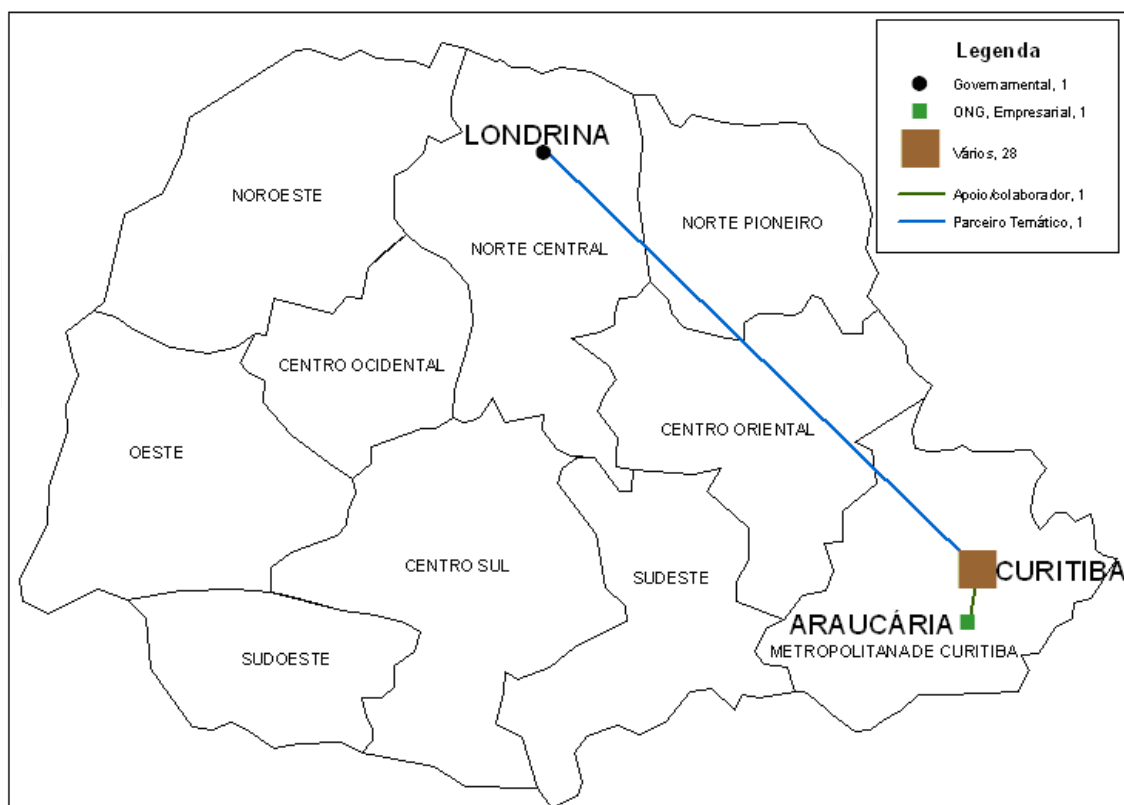 Legenda
Governamental, 1
ONG, Empresarial, 1
Vários, 28
Apoio/colaborador, 1
Parceiro Temático, 1
LONDRINA
NOROESTE
NORTE PIONEIRO
NORTE CENTRAL
CENTRO OCIDENTAL
CENTRO ORIENTAL
OESTE
CENTRO SUL
SUDESTE
CURITIBA
ARAUCÁRIA
METROPOLITANA DE CURITIBA
SUDOESTE